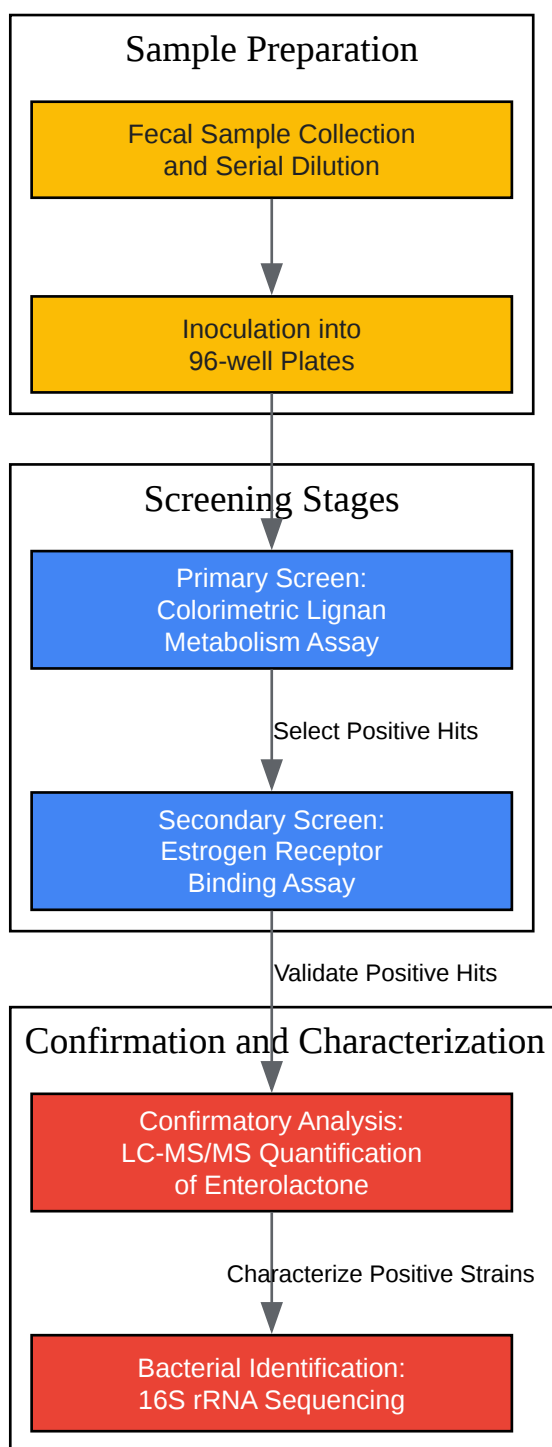 Sample Preparation
Fecal Sample Collection
and Serial Dilution
Inoculation into
96-well Plates
Screening Stages
Primary Screen:
Colorimetric Lignan
Metabolism Assay
Select Positive Hits
Secondary Screen:
Estrogen Receptor
Binding Assay
Validate Positive Hits
Confirmation and Characterization
Confirmatory Analysis:
LC-MS/MS Quantification
of Enterolactone
Characterize Positive Strains
Bacterial Identification:
16S rRNA Sequencing